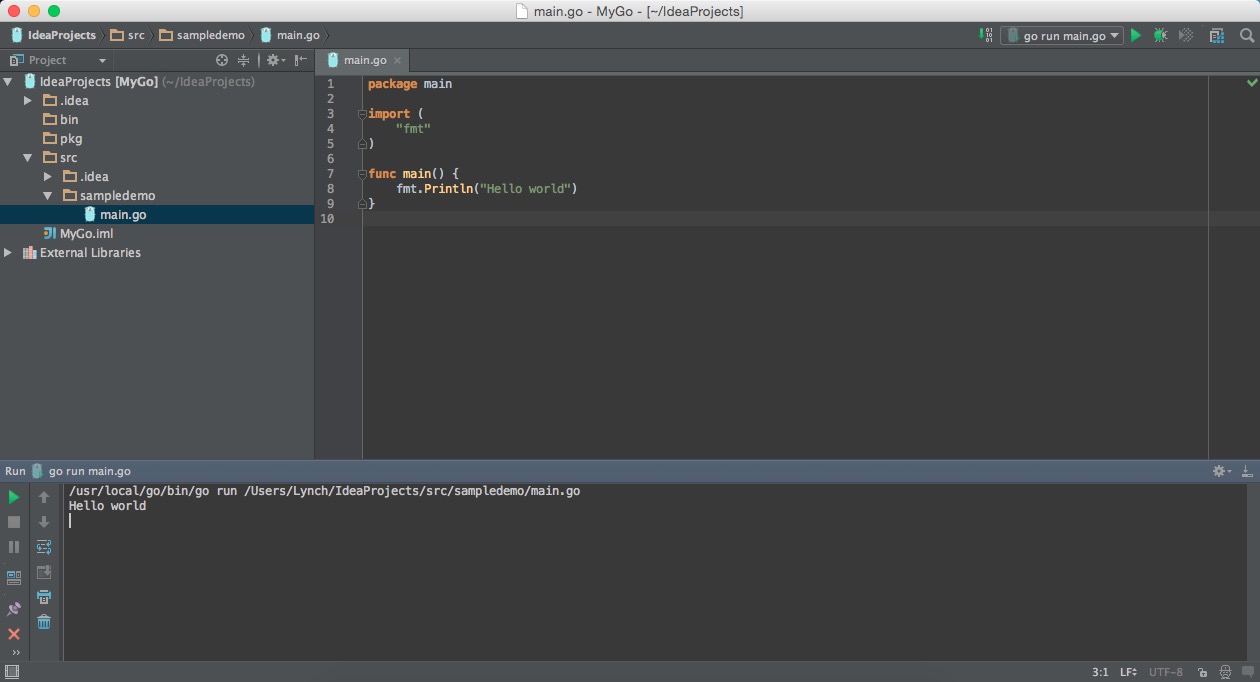 main.go - MyGo - [~/IdeaProjects]
IdeaProjects src sampledemo main.go go run main.go
Project main.go
IdeaProjects [MyGo] (~/IdeaProjects)
.idea
bin
pkg
src
.idea
sampledemo
main.go
MyGo.iml
External Libraries
1 package main
2
3 import (
4 "fmt"
5 )
6
7 func main() {
8 fmt.Println("Hello world")
9 }
10
Run go run main.go
/usr/local/go/bin/go run /Users/Lynch/IdeaProjects/src/sampledemo/main.go
Hello world
3:1 LF UTF-8